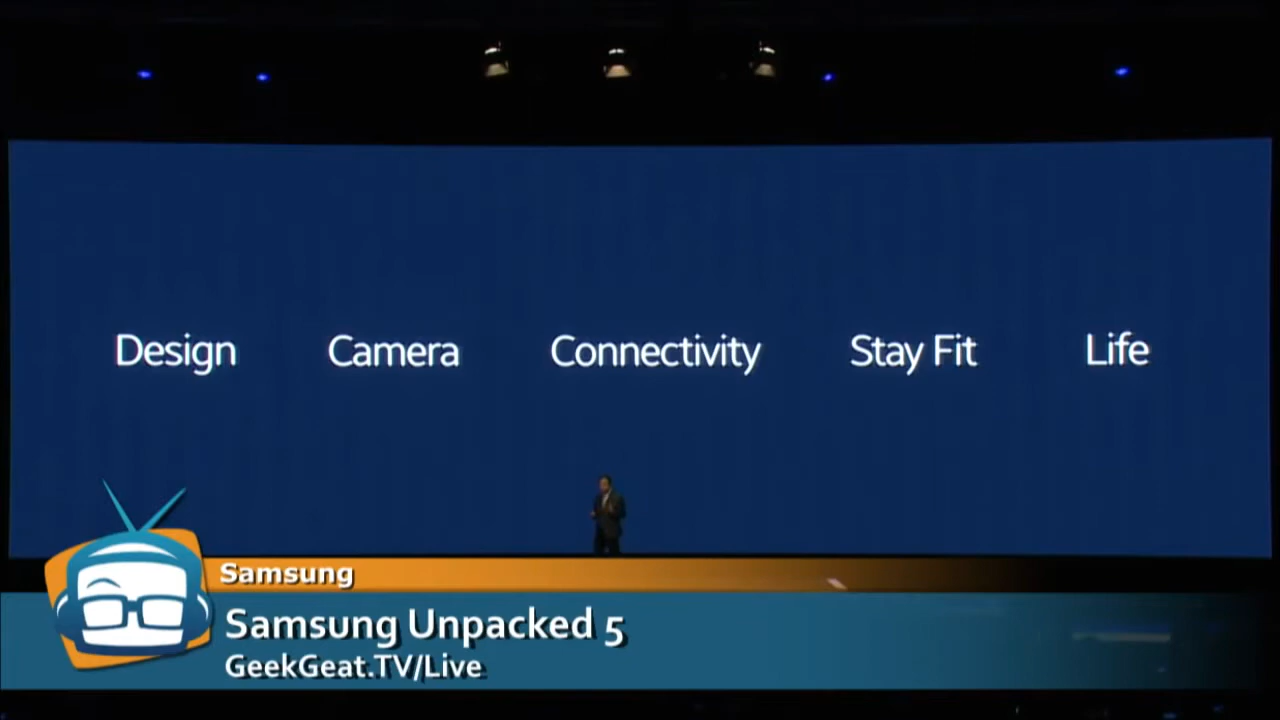 Design Camera Connectivity Stay Fit Life
Samsung
Samsung Unpacked 5
GeekGeat.TV/Live